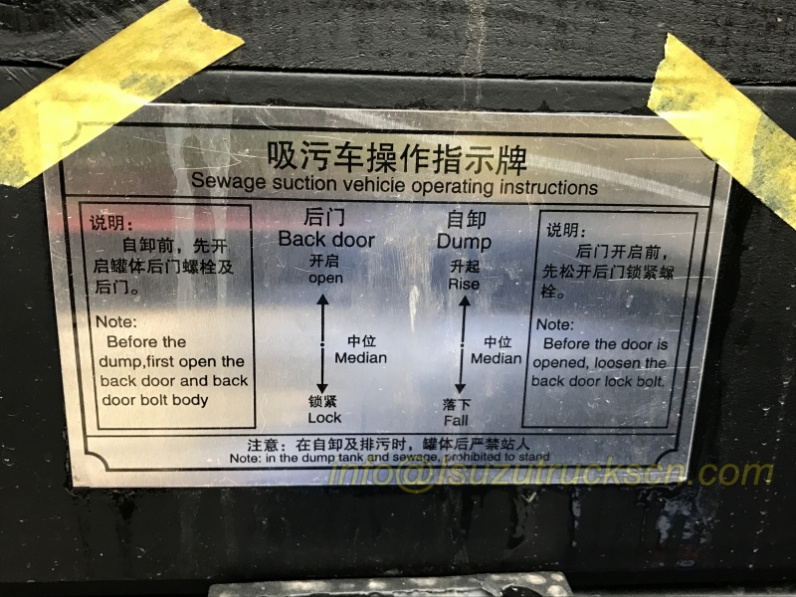 吸污车操作指示牌
Sewage suction vehicie operating instructions
说明：
自卸前，先开
启罐体后门螺栓及
后门。
Note:
Before the
dump,first open the
back door and back
door bolt body
后门
Back door
开启
open
中位
Median
锁紧
Lock
自卸
Dump
升起
Rise
中位
Median
落下
Fall
说明：
后门开启前，
先松开后门锁紧螺
栓。
Note:
Before the door is
opened, loosen the
back door lock bolt.
注意：在自卸及排污时，罐体后严禁站人
Note: in the dump tank and sewage, prohibited to stand
info@isuzutruckscn.com